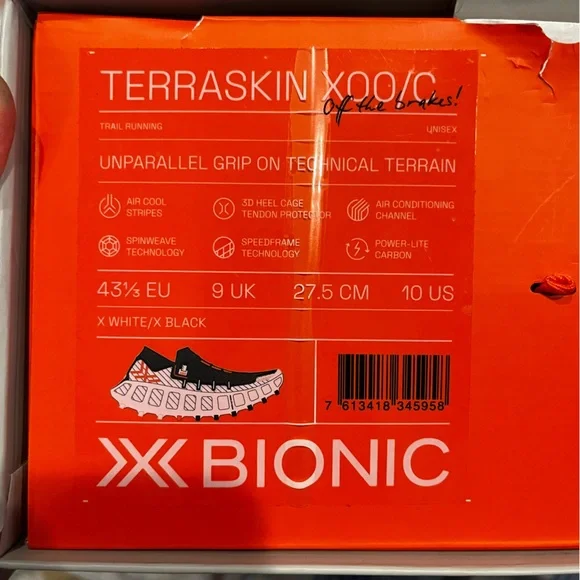 TERRASKIN X00/C
Off the brakes!
TRAIL RUNNING UNISEX
UNPARALLEL GRIP ON TECHNICAL TERRAIN
AIR COOL STRIPES
3D HEEL CAGE TENDON PROTECTOR
AIR CONDITIONING CHANNEL
SPINWEAVE TECHNOLOGY
SPEEDFRAME TECHNOLOGY
POWER-LITE CARBON
43⅓ EU 9 UK 27.5 CM 10 US
X WHITE/X BLACK
7 613418 345958
X BIONIC